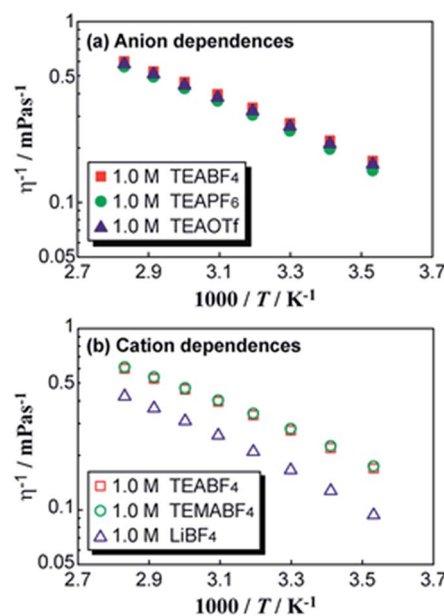 (a) Anion dependences
η⁻¹ / mPas⁻¹
1
0.5
0.1
0.05
1.0 M TEABF₄
1.0 M TEAPF₆
1.0 M TEAOTf
2.7 2.9 3.1 3.3 3.5 3.7
1000 / T / K⁻¹
(b) Cation dependences
η⁻¹ / mPas⁻¹
1
0.5
0.1
0.05
1.0 M TEABF₄
1.0 M TEMABF₄
1.0 M LiBF₄
2.7 2.9 3.1 3.3 3.5 3.7
1000 / T / K⁻¹